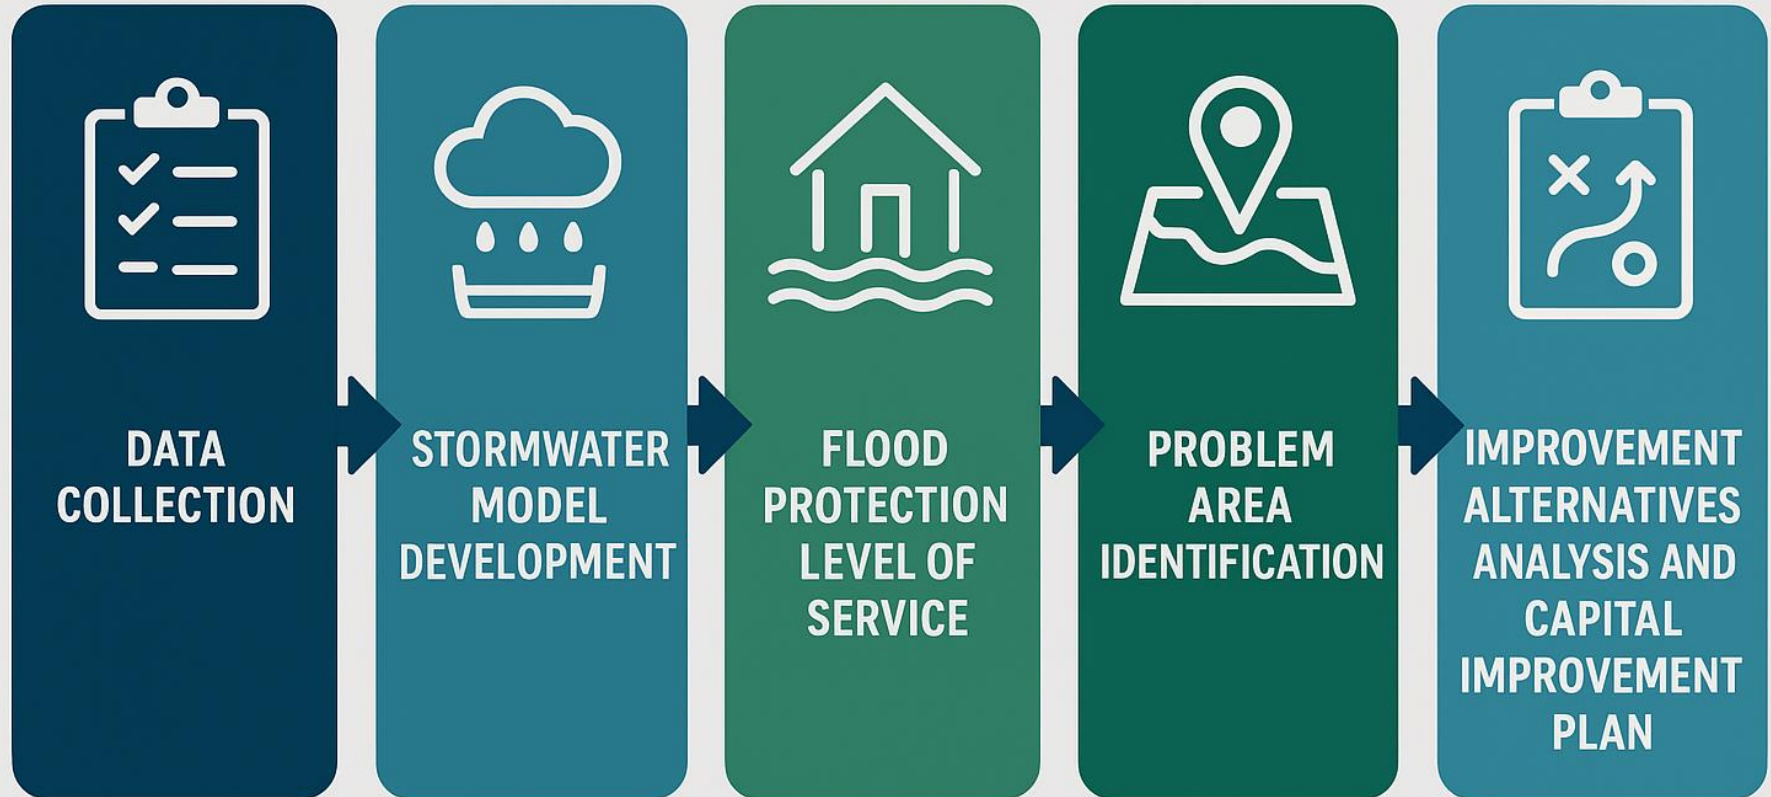 DATA
COLLECTION
STORMWATER
MODEL
DEVELOPMENT
FLOOD
PROTECTION
LEVEL OF
SERVICE
PROBLEM
AREA
IDENTIFICATION
IMPROVEMENT
ALTERNATIVES
ANALYSIS AND
CAPITAL
IMPROVEMENT
PLAN